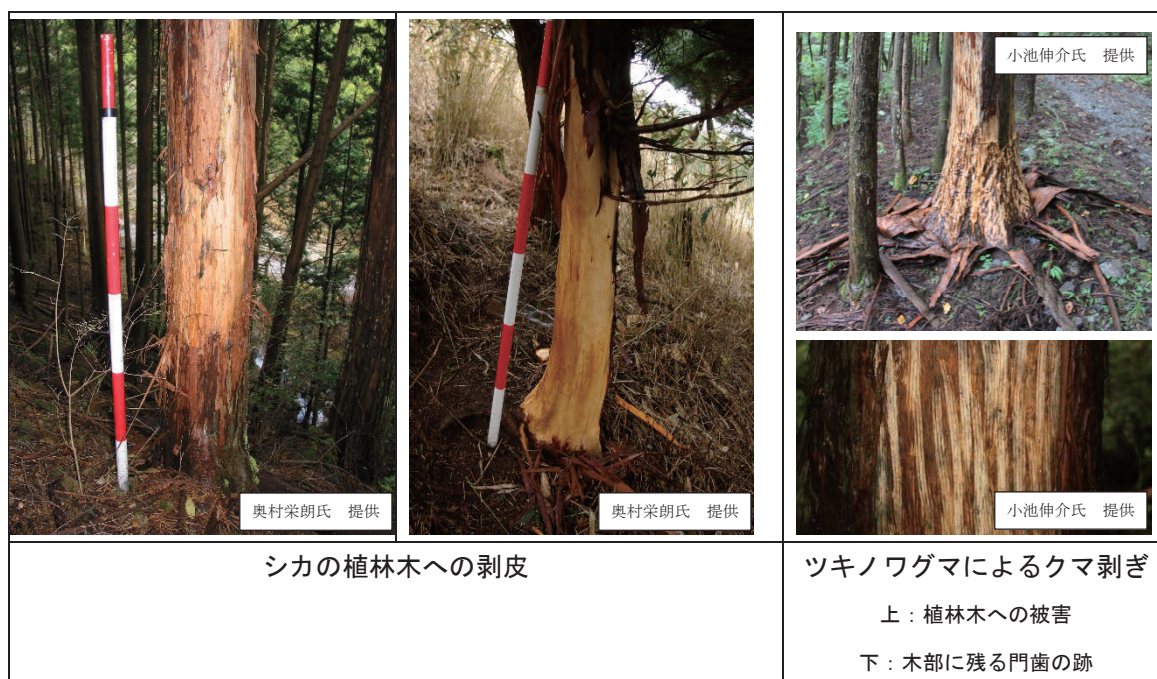 奥村栄朗氏　提供
奥村栄朗氏　提供
小池伸介氏　提供
小池伸介氏　提供
シカの植林木への剥皮
ツキノワグマによるクマ剥ぎ
上：植林木への被害
下：木部に残る門歯の跡